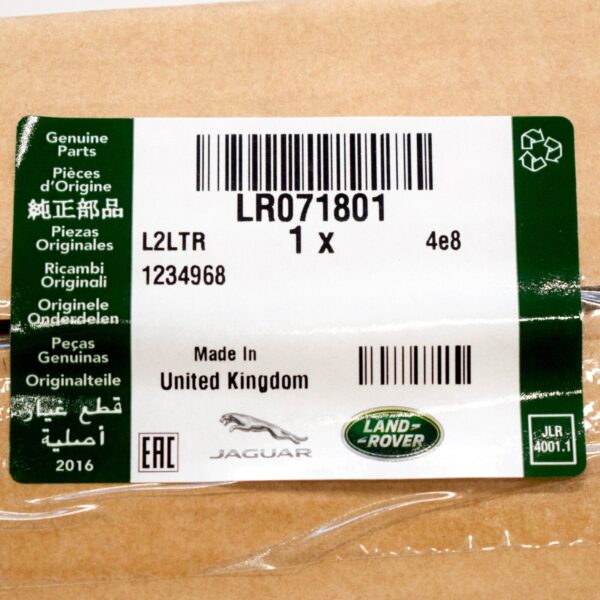 Genuine
Parts
Pièces
d'Origine
純正部品
Piezas
Originales
Ricambi
Originali
Originele
Onderdelen
Peças
Genuinas
Originalteile
قطع غيار
أصلية
2016
LR071801
L2LTR 1 x 4e8
1234968
Made In
United Kingdom
EAC
JAGUAR
LAND
ROVER
JLR
4001.1